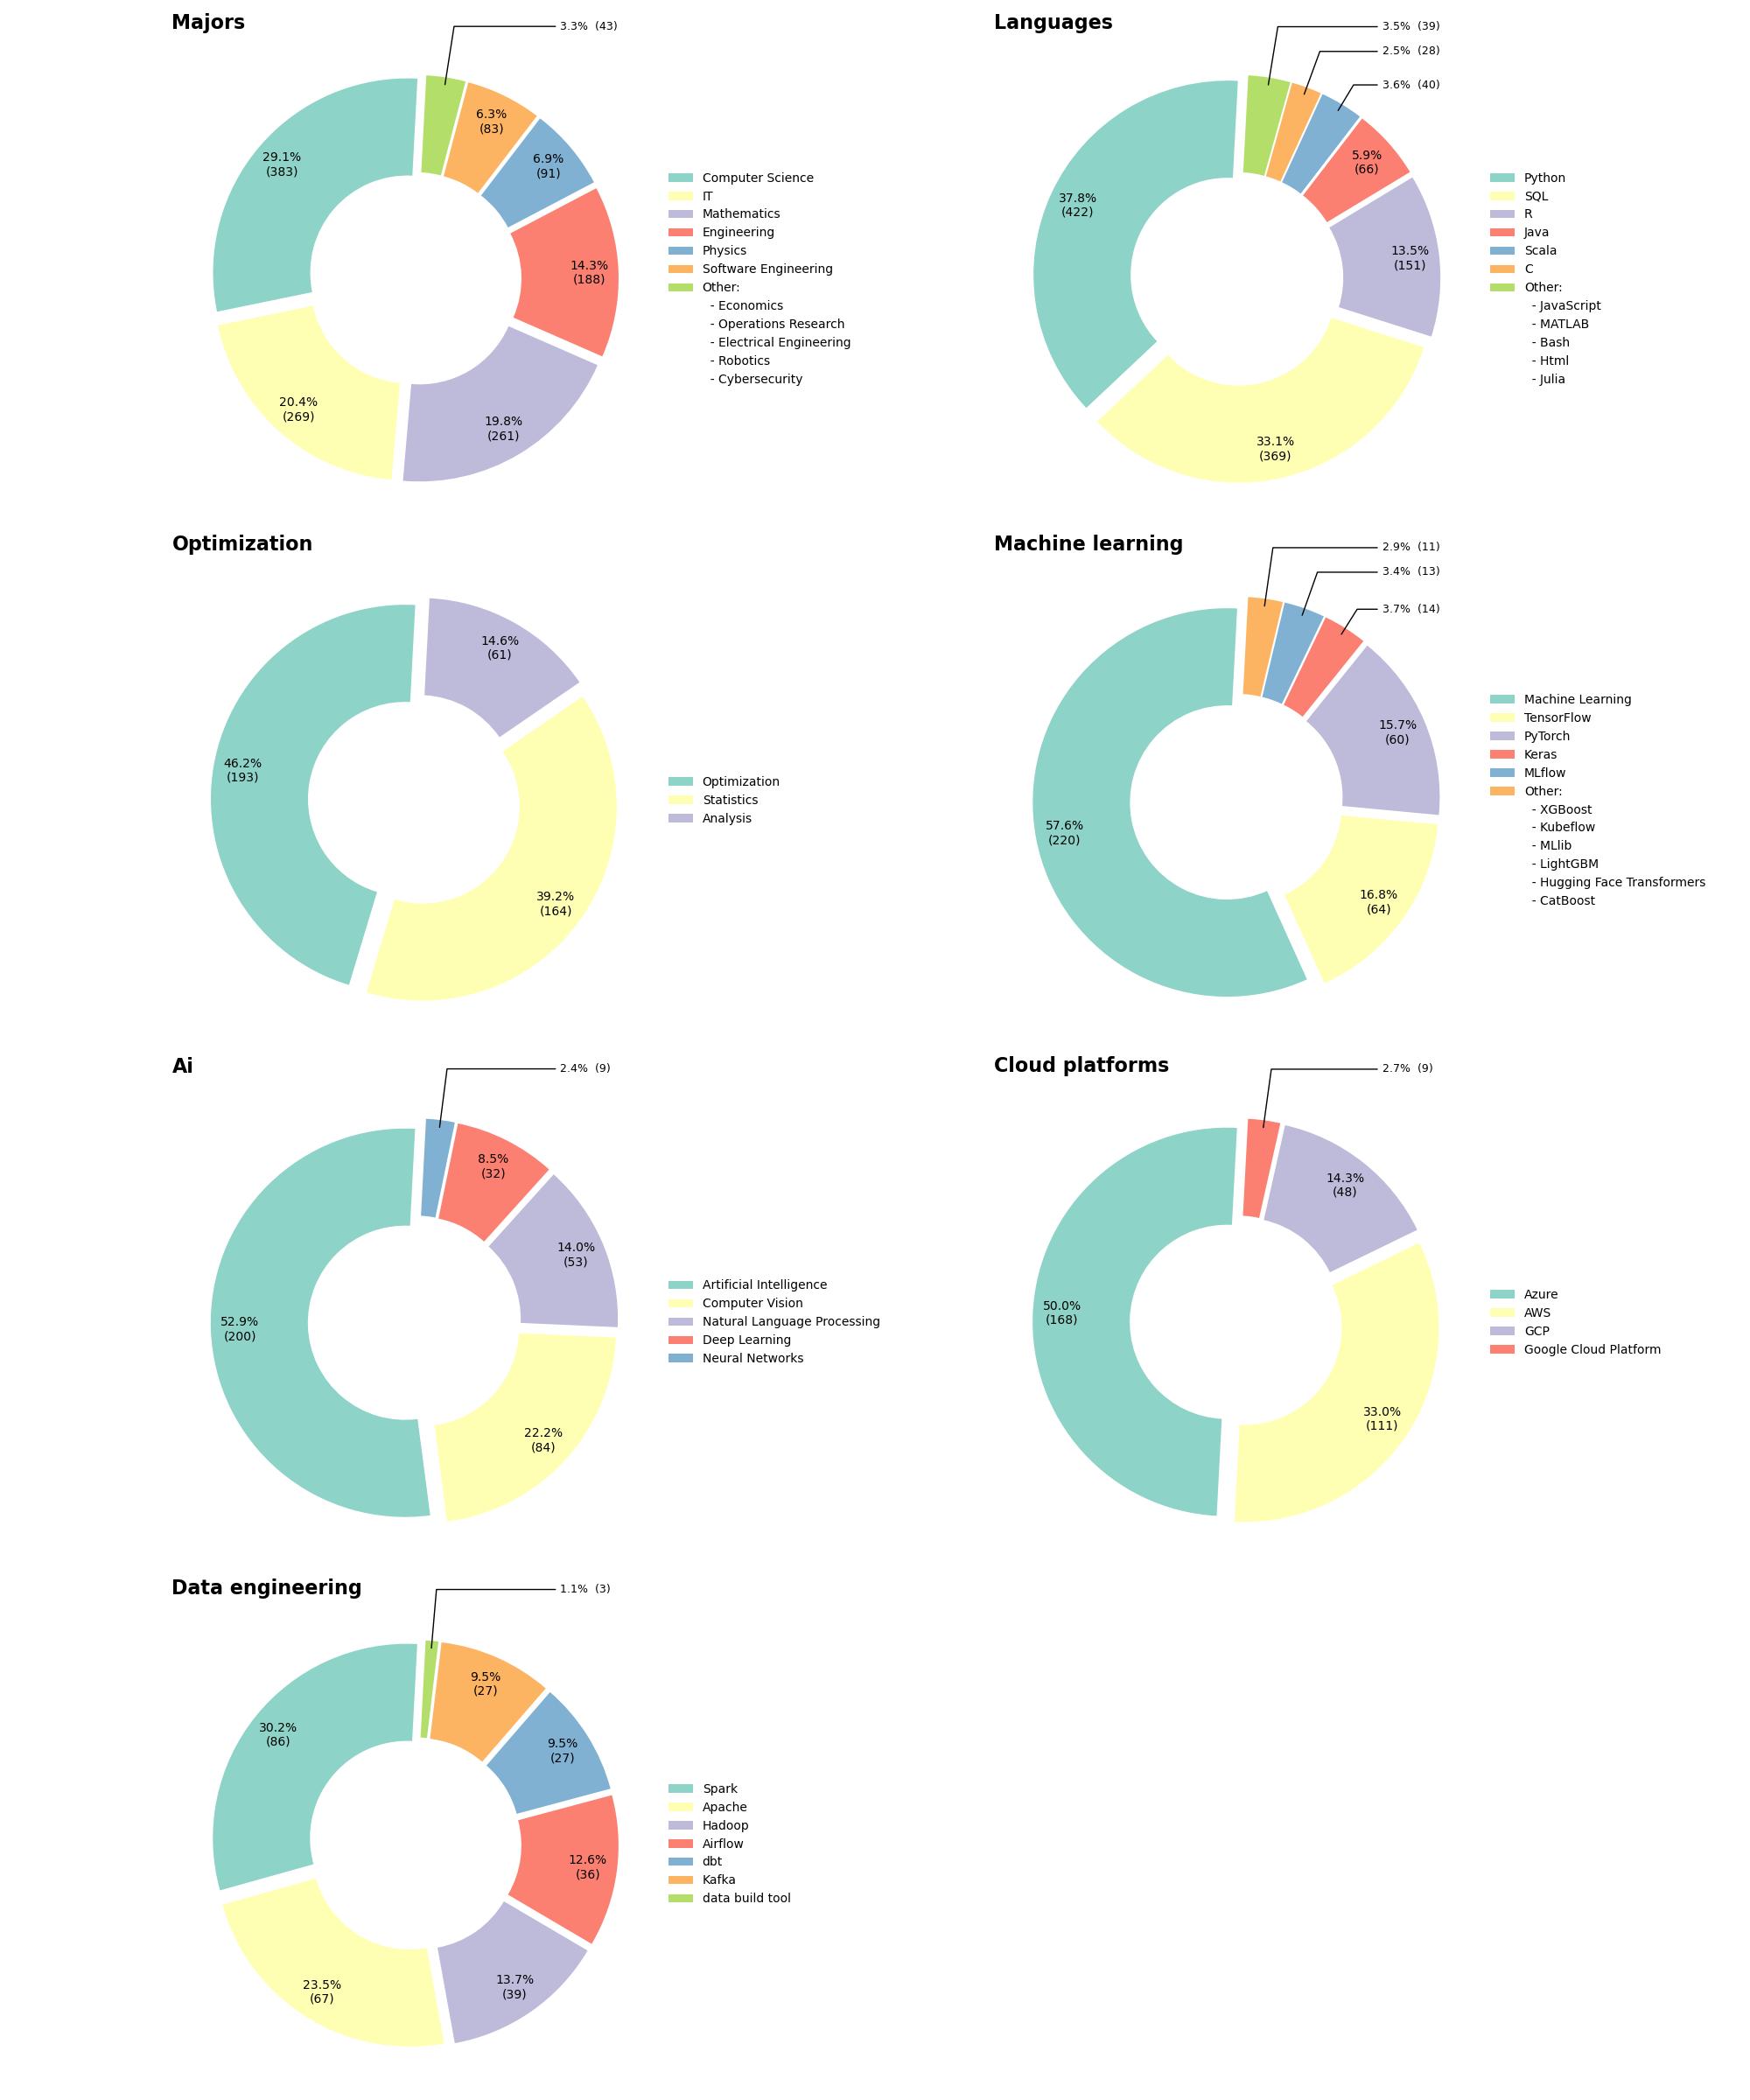 Majors
3.3%  (43)
6.3%
(83)
6.9%
(91)
29.1%
(383)
14.3%
(188)
20.4%
(269)
19.8%
(261)
Computer Science
IT
Mathematics
Engineering
Physics
Software Engineering
Other:
- Economics
- Operations Research
- Electrical Engineering
- Robotics
- Cybersecurity
Languages
3.5%  (39)
2.5%  (28)
3.6%  (40)
5.9%
(66)
37.8%
(422)
13.5%
(151)
33.1%
(369)
Python
SQL
R
Java
Scala
C
Other:
- JavaScript
- MATLAB
- Bash
- Html
- Julia
Optimization
14.6%
(61)
46.2%
(193)
39.2%
(164)
Optimization
Statistics
Analysis
Machine learning
2.9%  (11)
3.4%  (13)
3.7%  (14)
15.7%
(60)
57.6%
(220)
16.8%
(64)
Machine Learning
TensorFlow
PyTorch
Keras
MLflow
Other:
- XGBoost
- Kubeflow
- MLlib
- LightGBM
- Hugging Face Transformers
- CatBoost
Ai
2.4%  (9)
8.5%
(32)
14.0%
(53)
52.9%
(200)
22.2%
(84)
Artificial Intelligence
Computer Vision
Natural Language Processing
Deep Learning
Neural Networks
Cloud platforms
2.7%  (9)
14.3%
(48)
50.0%
(168)
33.0%
(111)
Azure
AWS
GCP
Google Cloud Platform
Data engineering
1.1%  (3)
9.5%
(27)
30.2%
(86)
9.5%
(27)
12.6%
(36)
23.5%
(67)
13.7%
(39)
Spark
Apache
Hadoop
Airflow
dbt
Kafka
data build tool